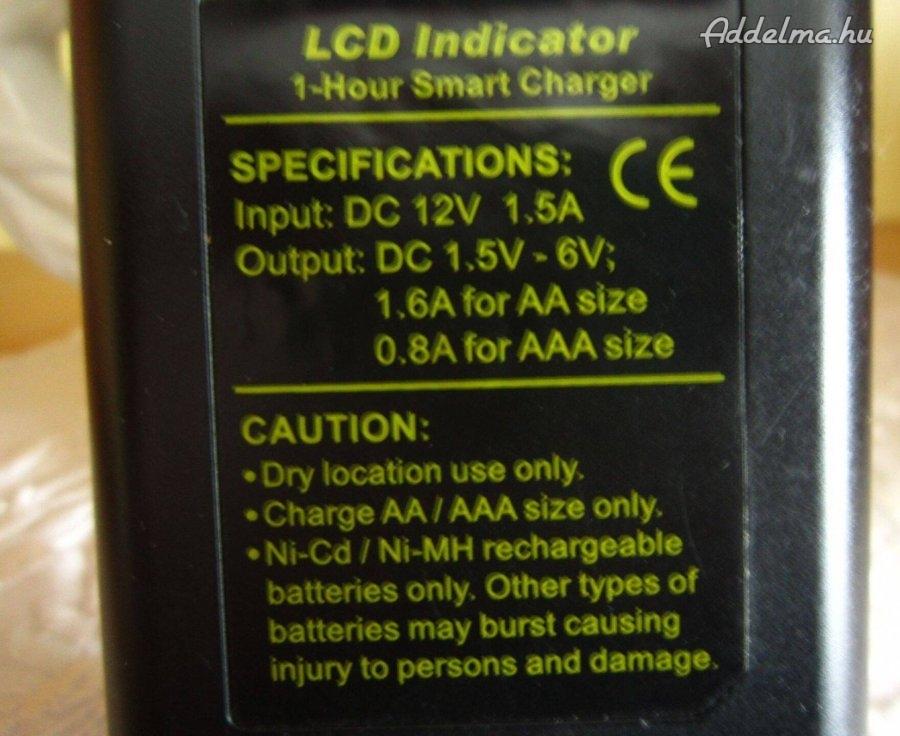 Addelma.hu
LCD Indicator
1-Hour Smart Charger
SPECIFICATIONS:
CE
Input: DC 12V 1.5A
Output: DC 1.5V - 6V;
1.6A for AA size
0.8A for AAA size
CAUTION:
•Dry location use only.
•Charge AA / AAA size only.
•Ni-Cd / Ni-MH rechargeable
batteries only. Other types of
batteries may burst causing
injury to persons and damage.